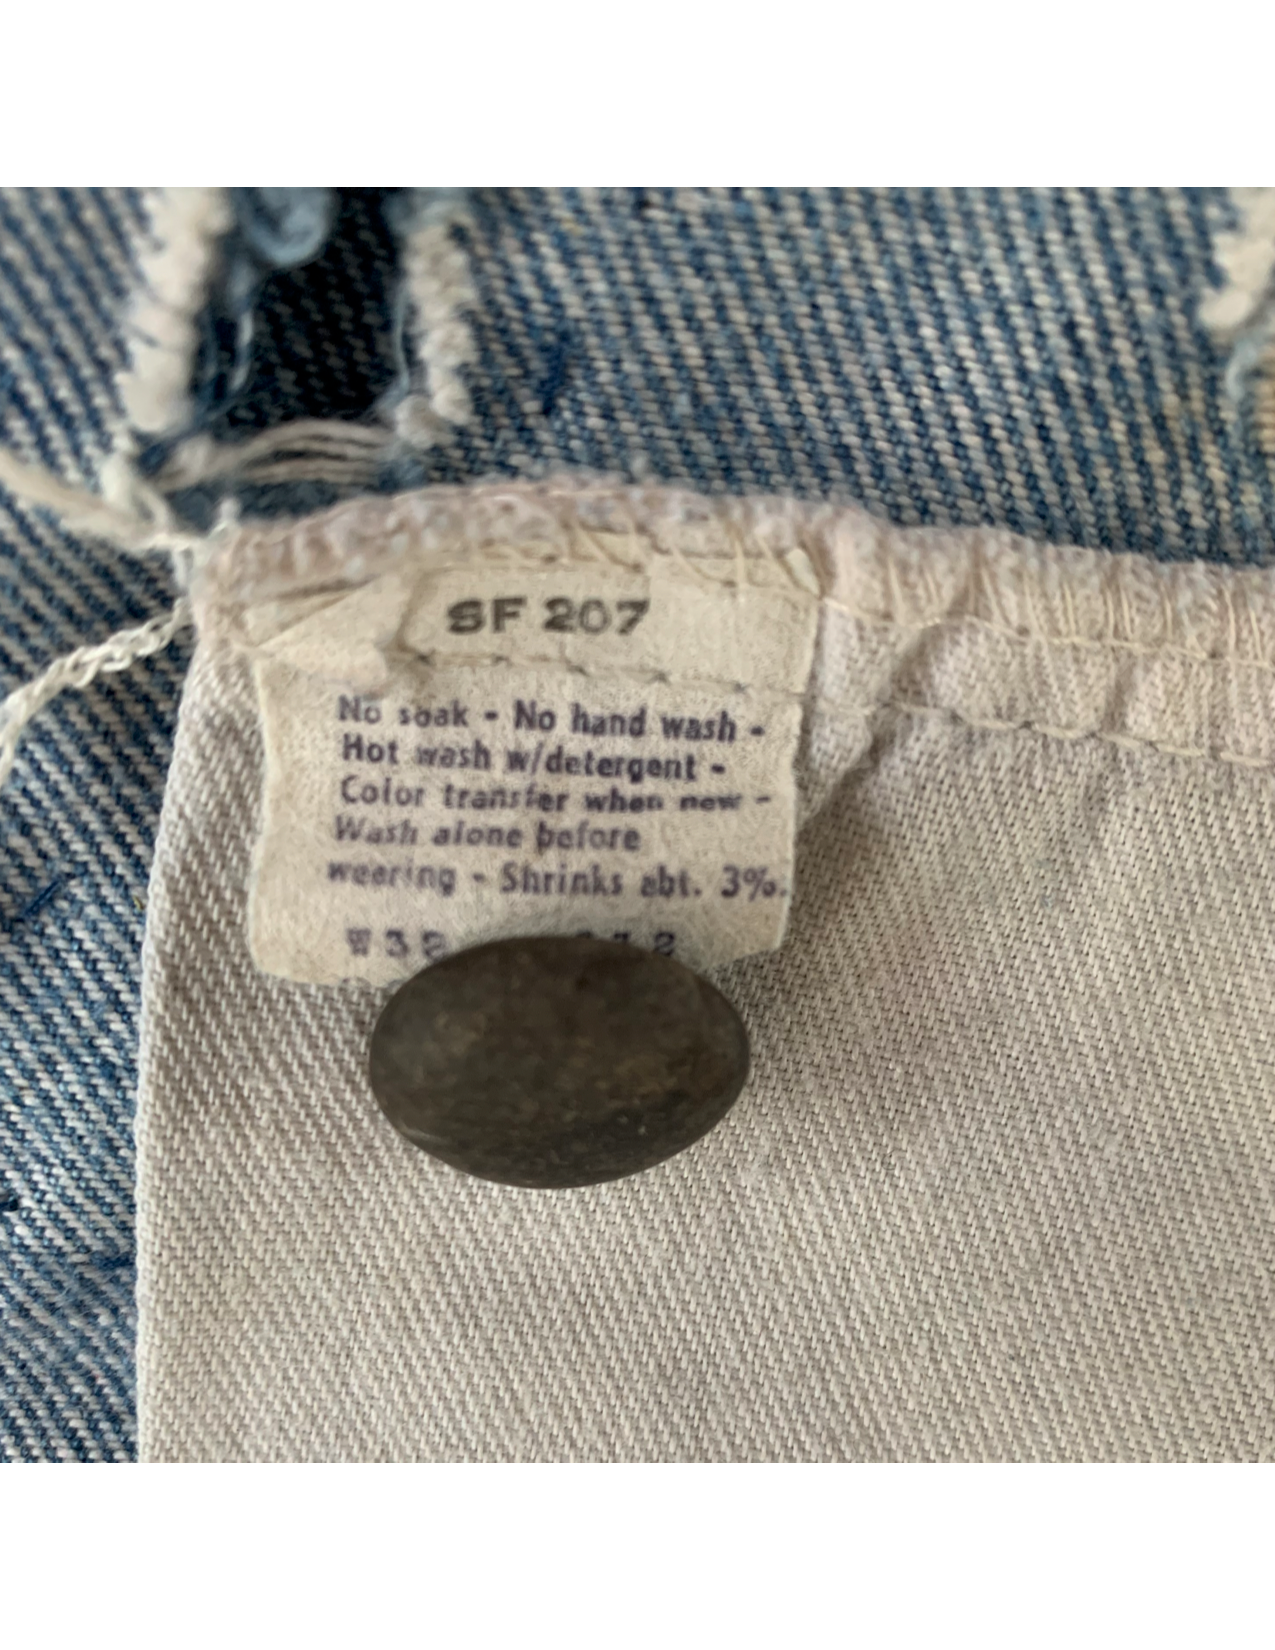 SF 207
No soak - No hand wash -
Hot wash w/detergent -
Color transfer when new -
Wash alone before
wearing - Shrinks abt. 3%.